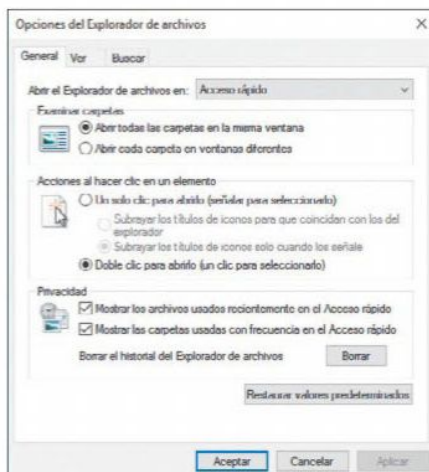 Opciones del Explorador de archivos
General Ver Buscar
Abrir el Explorador de archivos en: Acceso rápido
Examinar carpetas
Abrir todas las carpetas en la misma ventana
Abrir cada carpeta en ventanas diferentes
Acciones al hacer clic en un elemento
Un solo clic para abrirlo (señalar para seleccionarlo)
Subrayar los títulos de iconos para que coincidan con los del
explorador
Subrayar los títulos de iconos solo cuando los señale
Doble clic para abrirlo (un clic para seleccionarlo)
Privacidad
Mostrar los archivos usados recientemente en el Acceso rápido
Mostrar las carpetas usadas con frecuencia en el Acceso rápido
Borrar el historial del Explorador de archivos Borrar
Restaurar valores predeterminados
Aceptar Cancelar Aplicar